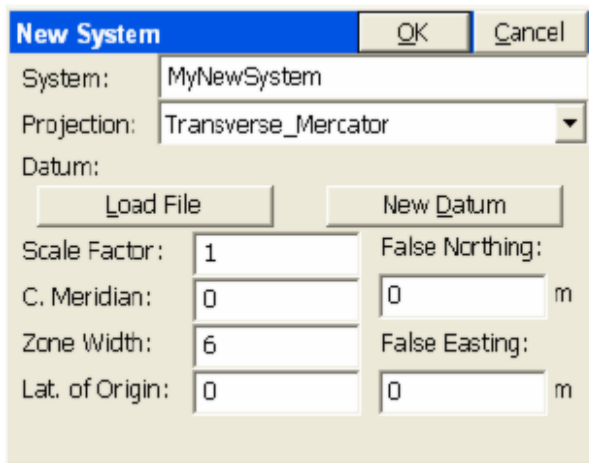 New System OK Cancel
System: MyNewSystem
Projection: Transverse_Mercator
Datum:
Load File New Datum
Scale Factor: 1 False Northing:
C. Meridian: 0 0 m
Zone Width: 6 False Easting:
Lat. of Origin: 0 0 m